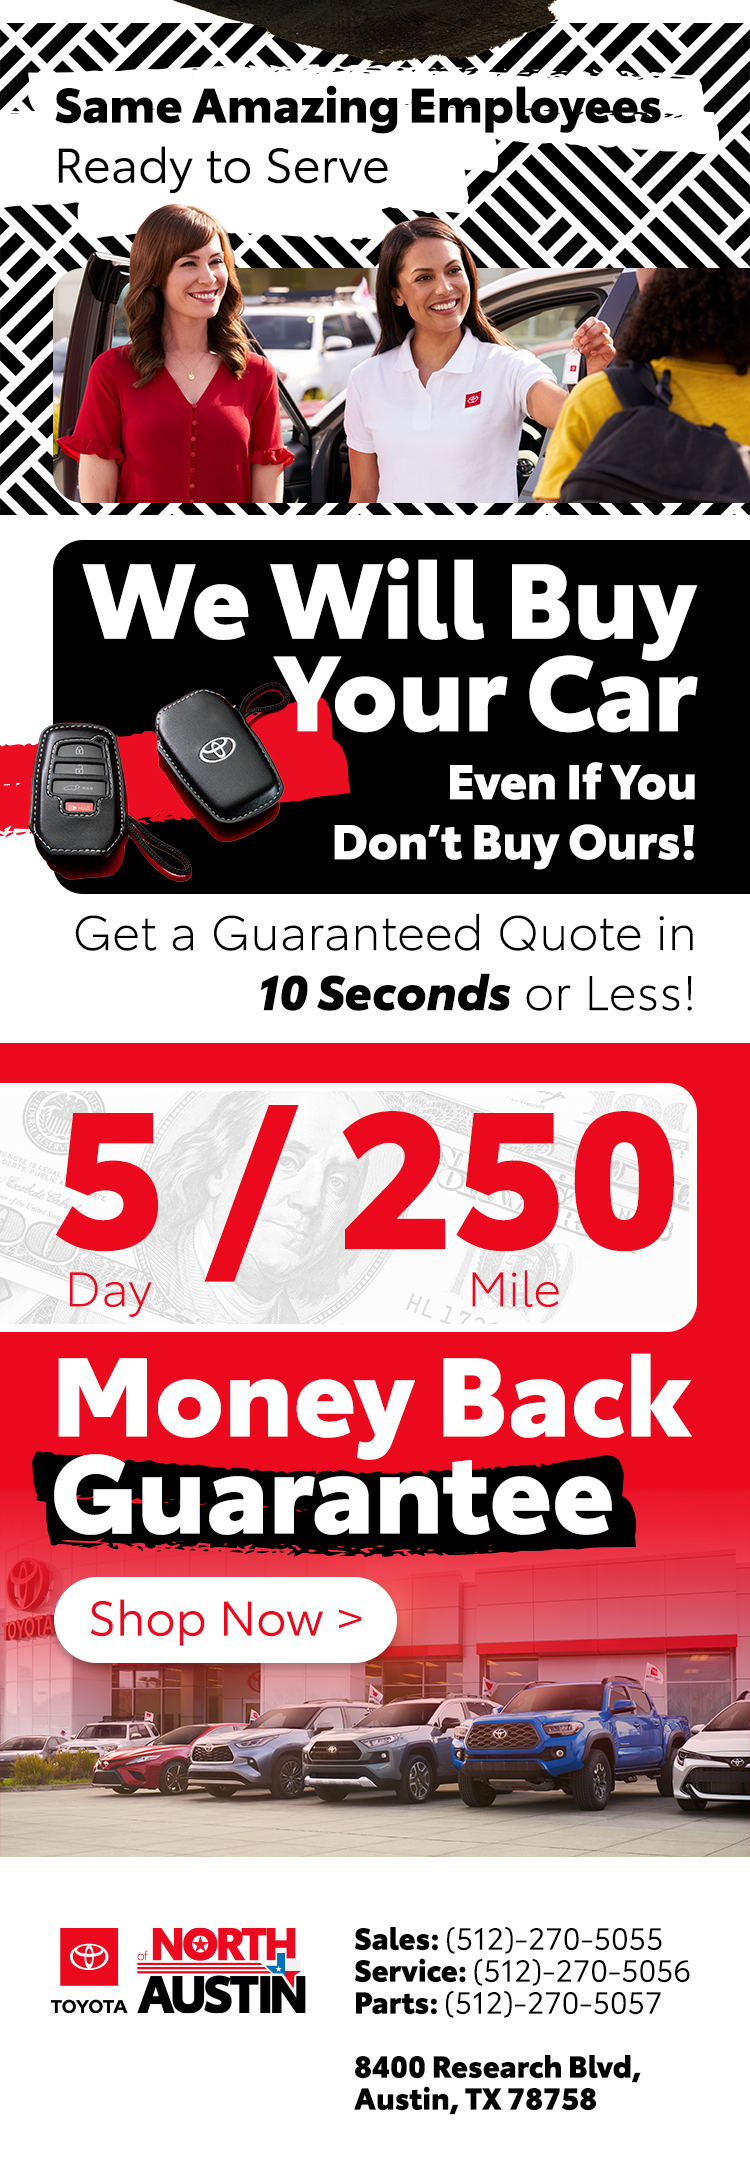 Same Amazing Employees
Ready to Serve
We Will Buy
Your Car
Even If You
Don't Buy Ours!
Get a Guaranteed Quote in
10 Seconds or Less!
5 / 250
Day Mile
Money Back
Guarantee
Shop Now >
TOYOTA
TOYOTA
of NORTH
AUSTIN
Sales: (512)-270-5055
Service: (512)-270-5056
Parts: (512)-270-5057
8400 Research Blvd,
Austin, TX 78758